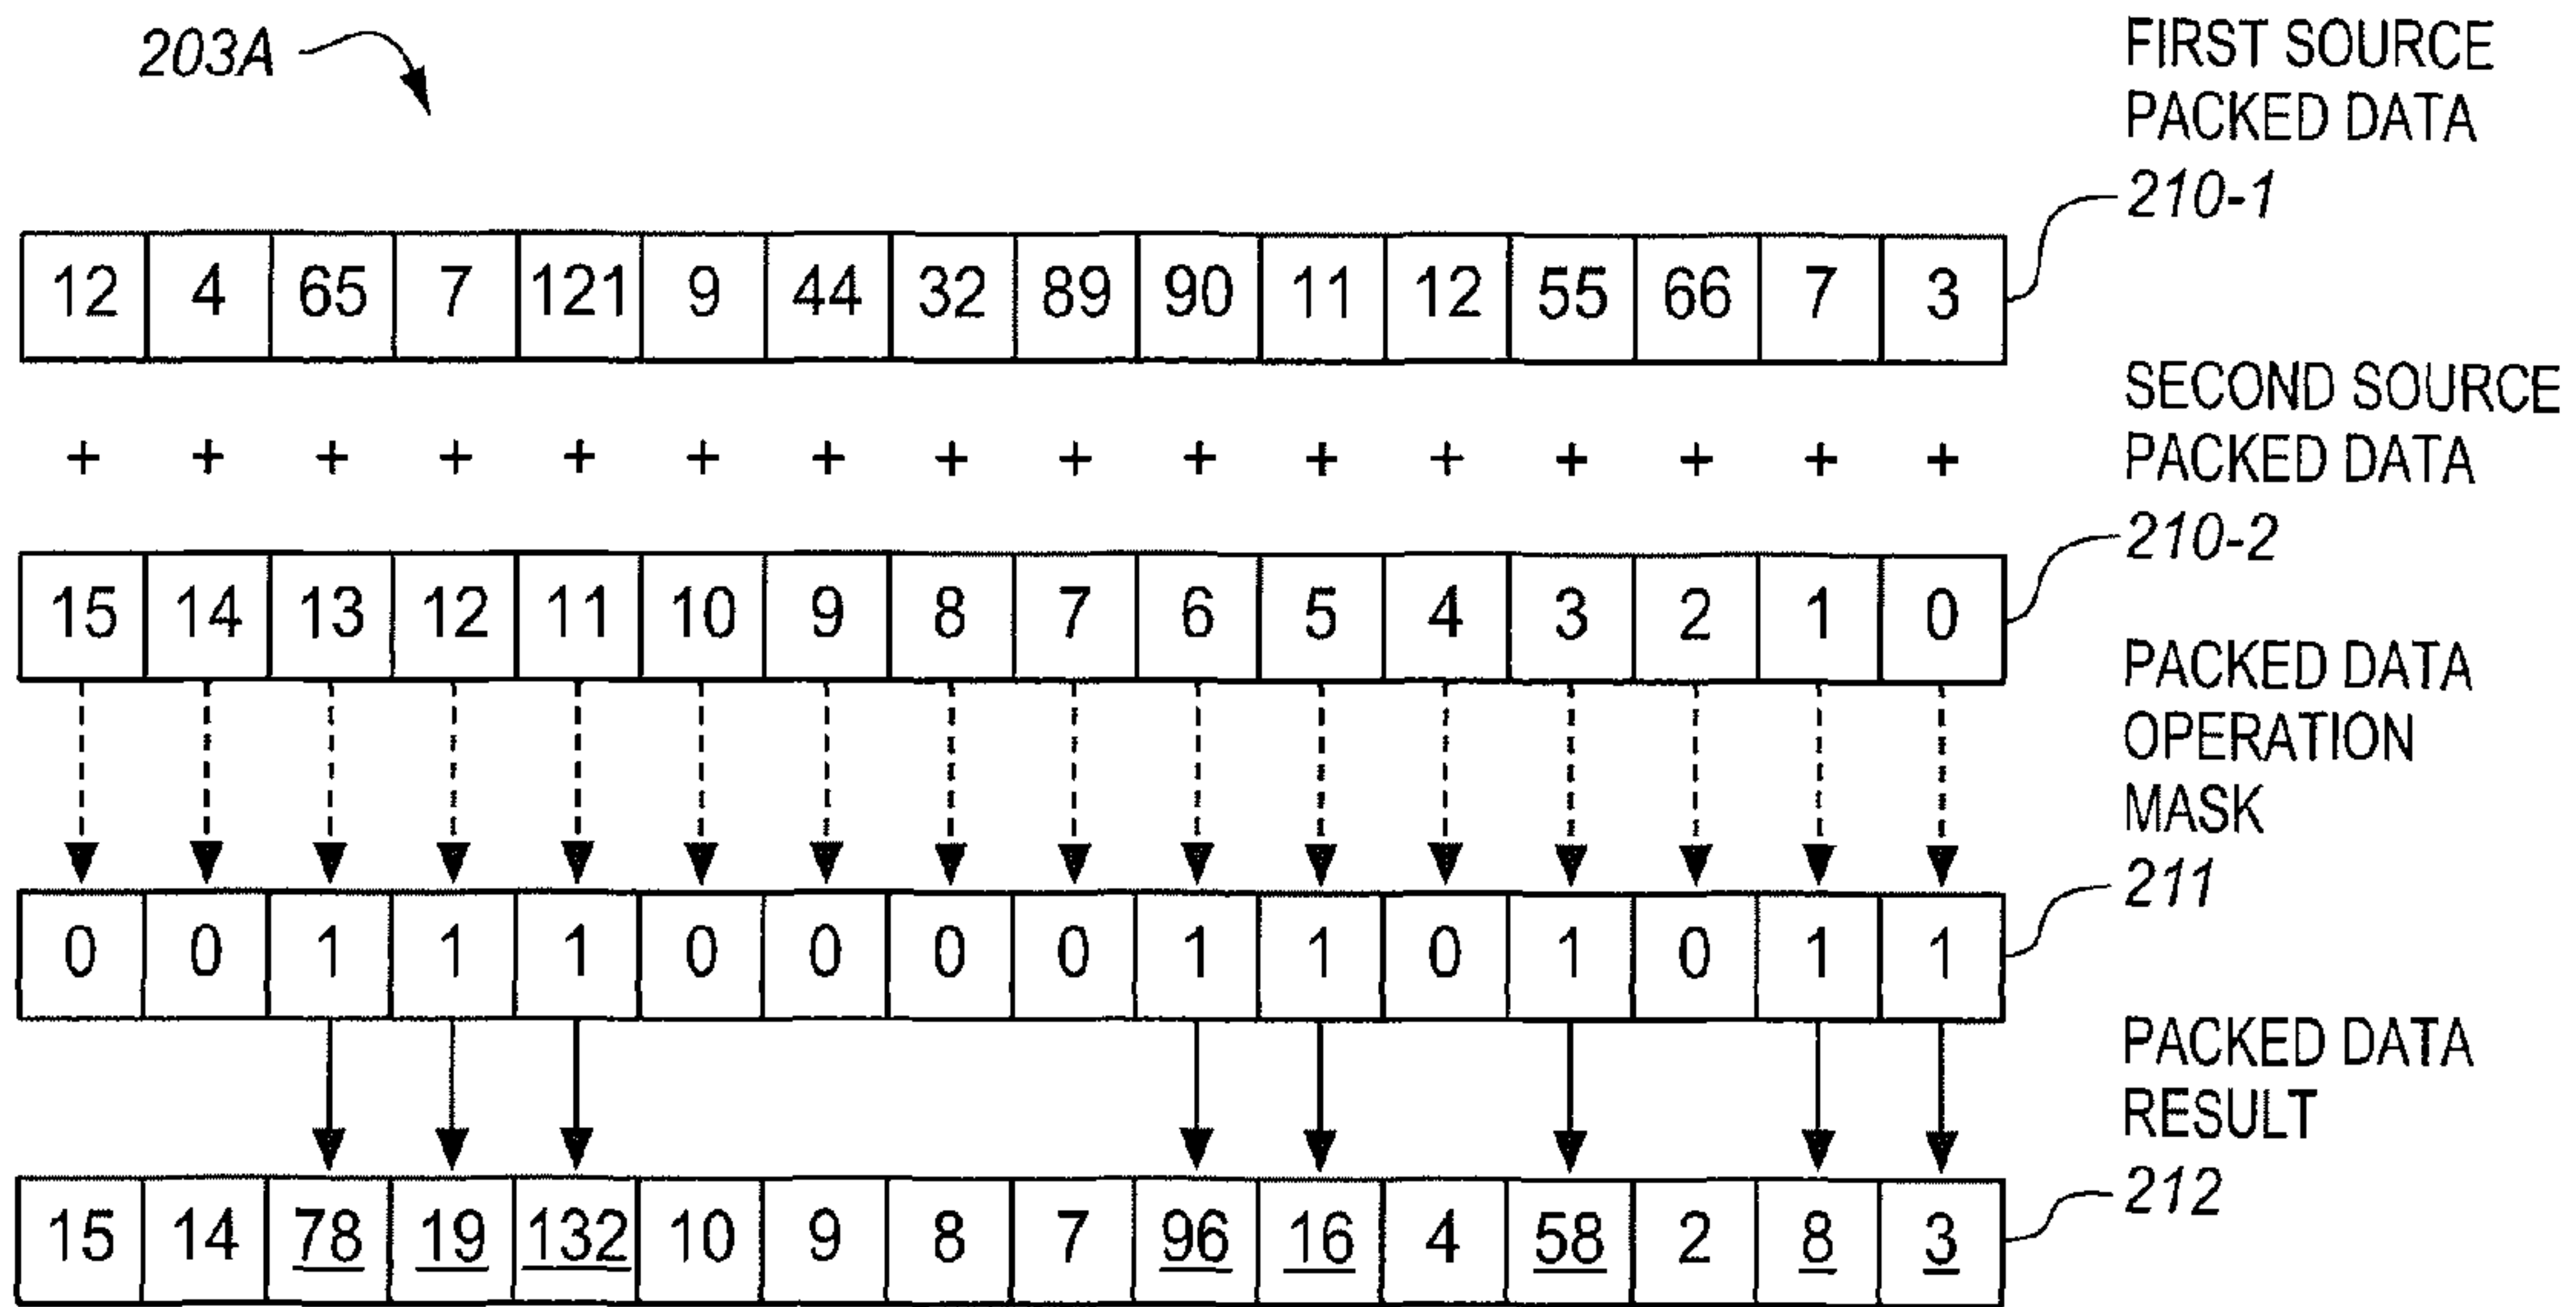 203A
FIRST SOURCE
PACKED DATA
210-1
12 4 65 7 121 9 44 32 89 90 11 12 55 66 7 3
SECOND SOURCE
+ + + + + + + + + + + + + + + +
PACKED DATA
210-2
15 14 13 12 11 10 9 8 7 6 5 4 3 2 1 0
PACKED DATA
OPERATION
MASK
211
0 0 1 1 1 0 0 0 0 1 1 0 1 0 1 1
PACKED DATA
RESULT
212
15 14 78 19 132 10 9 8 7 96 16 4 58 2 8 3